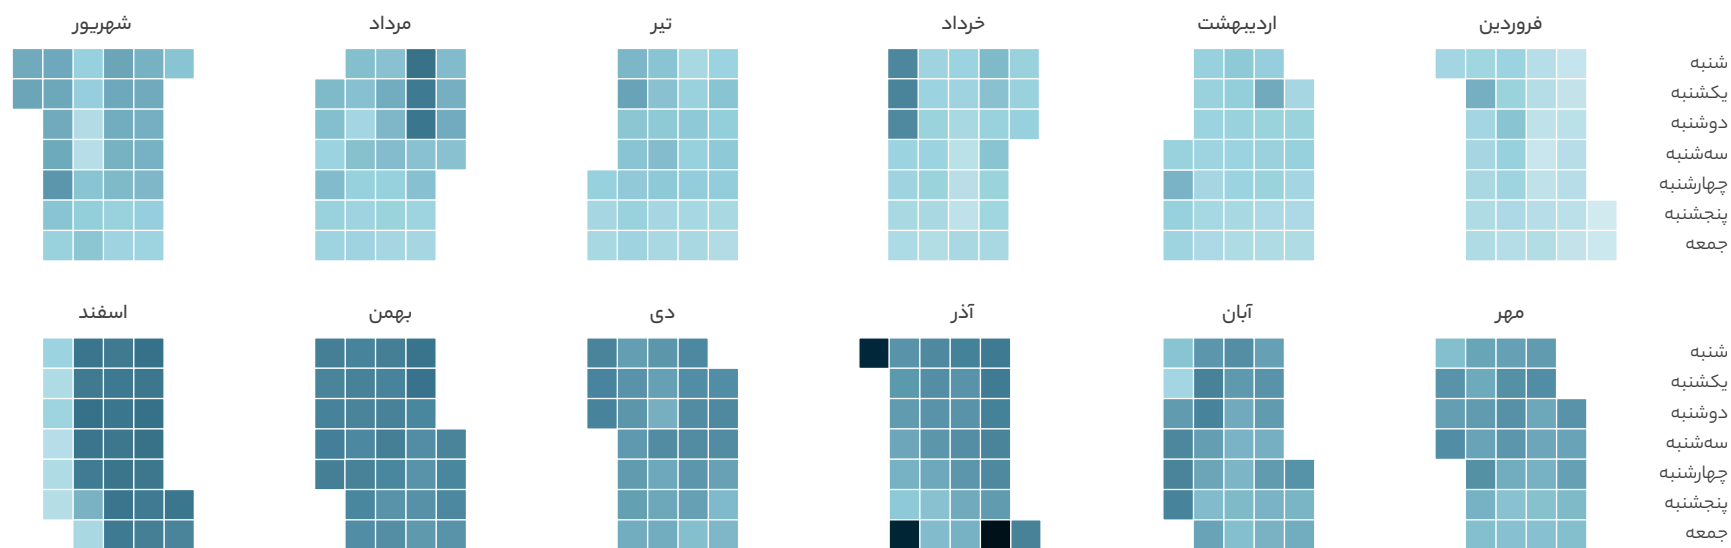 فروردین
اردیبهشت
خرداد
تیر
مرداد
شهریور
شنبه
یکشنبه
دوشنبه
سه‌شنبه
چهارشنبه
پنجشنبه
جمعه
مهر
آبان
آذر
دی
بهمن
اسفند
شنبه
یکشنبه
دوشنبه
سه‌شنبه
چهارشنبه
پنجشنبه
جمعه